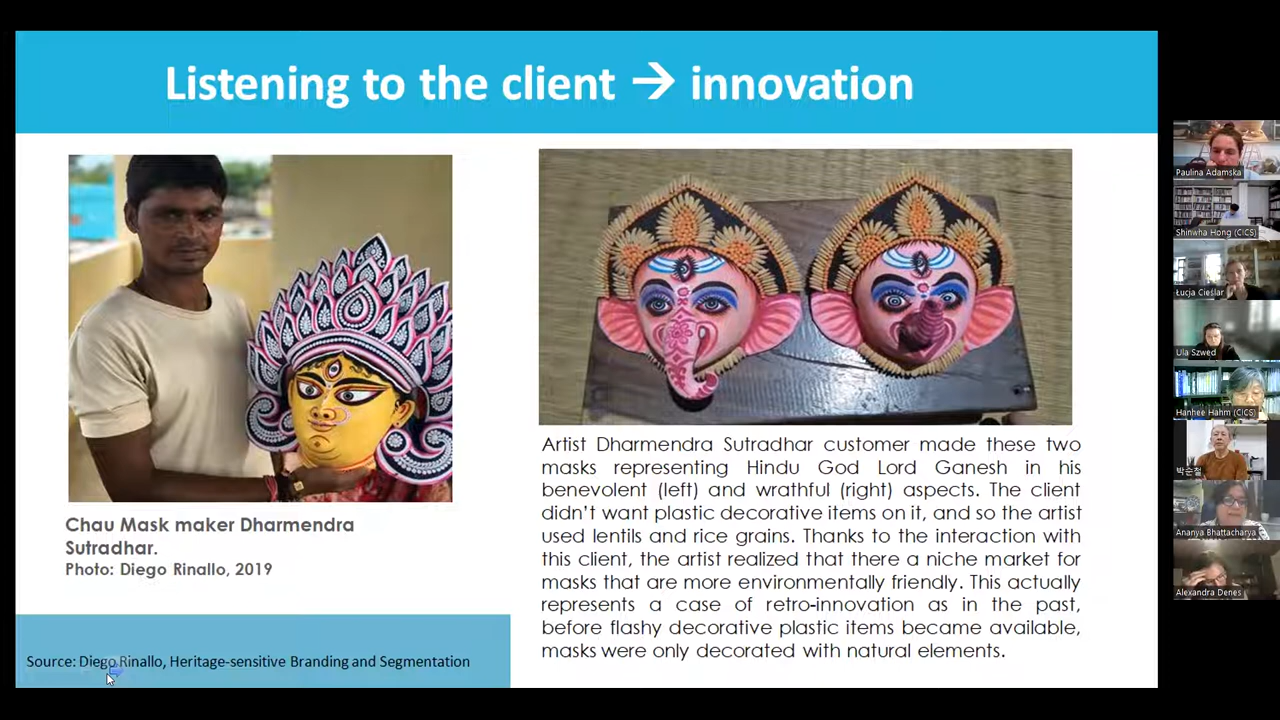 Listening to the client → innovation
Chau Mask maker Dharmendra
Sutradhar.
Photo: Diego Rinallo, 2019
Artist Dharmendra Sutradhar customer made these two
masks representing Hindu God Lord Ganesh in his
benevolent (left) and wrathful (right) aspects. The client
didn't want plastic decorative items on it, and so the artist
used lentils and rice grains. Thanks to the interaction with
this client, the artist realized that there a niche market for
masks that are more environmentally friendly. This actually
represents a case of retro-innovation as in the past,
before flashy decorative plastic items became available,
masks were only decorated with natural elements.
Source: Diego Rinallo, Heritage-sensitive Branding and Segmentation
Paulina Adamska
Shinwha Hong (CICS)
Łucja Cieślar
Ula Szwed
Hanhee Hahm (CICS)
박순철
Ananya Bhattacharya
Alexandra Denes